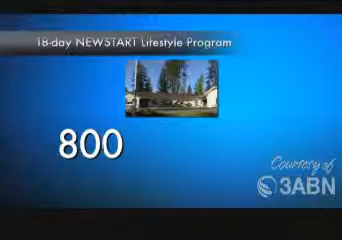 18-day NEWSTART Lifestyle Program
800
Courtesy of
3ABN